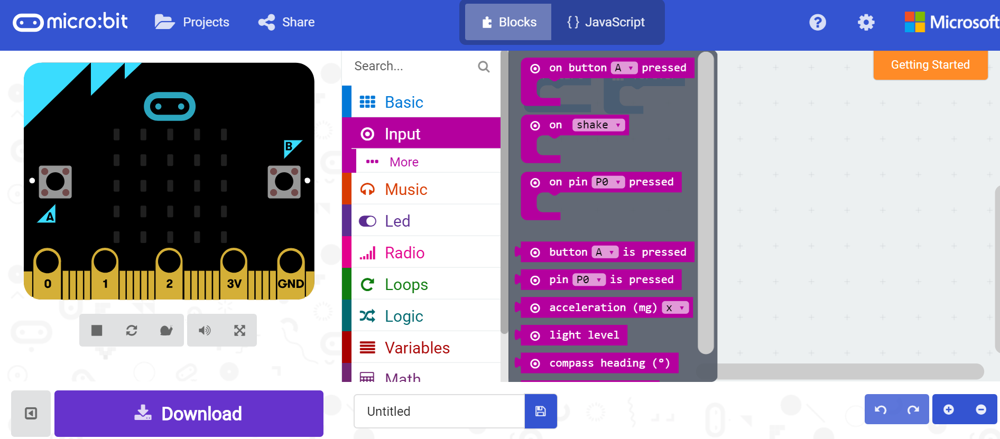 micro:bit
Projects
Share
Blocks
{ } JavaScript
?
Microsoft
Getting Started
B
A
0 1 2 3V GND
Download
Search...
Basic
Input
More
Music
Led
Radio
Loops
Logic
Variables
Math
on button A pressed
on shake
on pin P0 pressed
button A is pressed
pin P0 is pressed
acceleration (mg) x
light level
compass heading (°)
Untitled